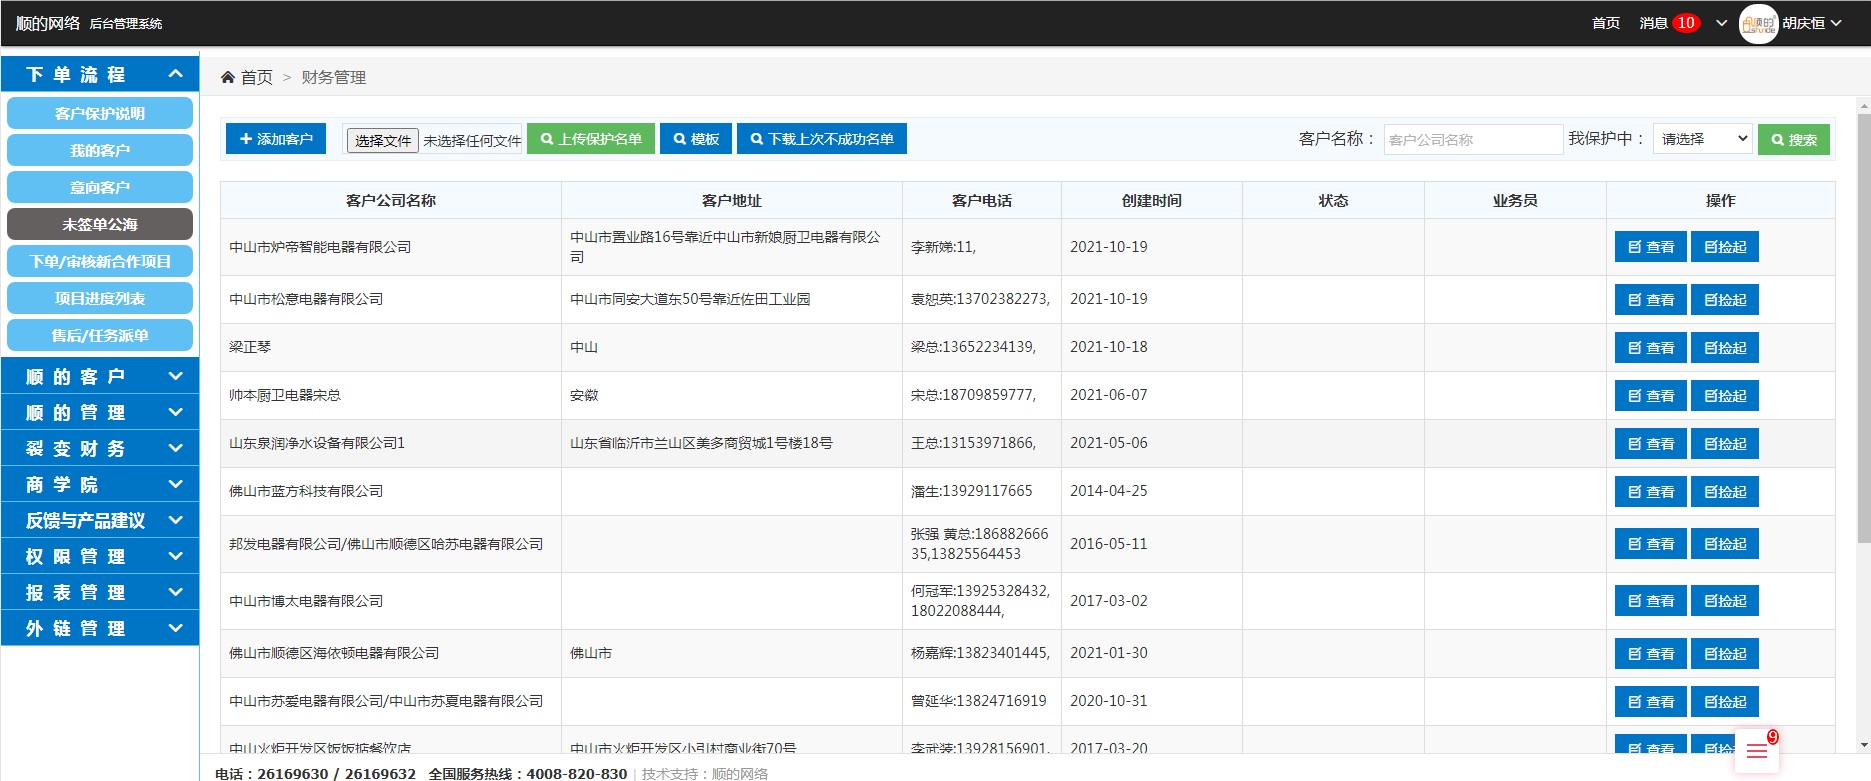 顺的网络 后台管理系统
首页 消息 10 胡庆恒
下单流程
客户保护说明
我的客户
意向客户
未签单公海
下单/审核新合作项目
项目进度列表
售后/任务派单
顺的客户
顺的管理
裂变财务
商学院
反馈与产品建议
权限管理
报表管理
外链管理
首页 > 财务管理
添加客户 选择文件 未选择任何文件 上传保护名单 模板 下载上次不成功名单 客户名称： 客户公司名称 我保护中： 请选择 搜索
客户公司名称 客户地址 客户电话 创建时间 状态 业务员 操作
中山市炉帝智能电器有限公司 中山市置业路16号靠近中山市新娘厨卫电器有限公
司 李新娣:11, 2021-10-19 查看 捡起
中山市松意电器有限公司 中山市同安大道东50号靠近佐田工业园 袁恕英:13702382273, 2021-10-19 查看 捡起
梁正琴 中山 梁总:13652234139, 2021-10-18 查看 捡起
帅本厨卫电器宋总 安徽 宋总:18709859777, 2021-06-07 查看 捡起
山东泉润净水设备有限公司1 山东省临沂市兰山区美多商贸城1号楼18号 王总:13153971866, 2021-05-06 查看 捡起
佛山市蓝方科技有限公司 潘生:13929117665 2014-04-25 查看 捡起
邦发电器有限公司/佛山市顺德区哈苏电器有限公司 张强 黄总:186882666
35,13825564453 2016-05-11 查看 捡起
中山市博太电器有限公司 何冠军:13925328432,
18022088444, 2017-03-02 查看 捡起
佛山市顺德区海依顿电器有限公司 佛山市 杨嘉辉:13823401445, 2021-01-30 查看 捡起
中山市苏爱电器有限公司/中山市苏夏电器有限公司 曾延华:13824716919 2020-10-31 查看 捡起
中山火炬开发区饭饭掂餐饮店 中山市火炬开发区小引村商业街70号 李武装:13928156901, 2017-03-20 查看 捡
9
电话：26169630 / 26169632 全国服务热线：4008-820-830 | 技术支持：顺的网络